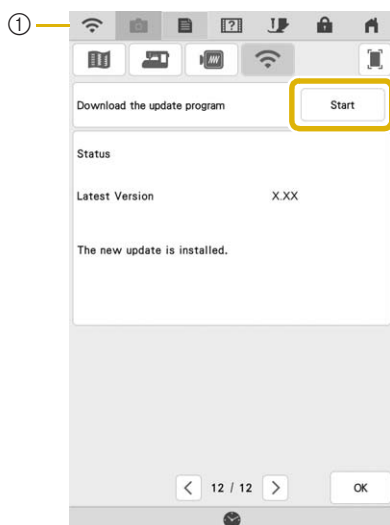 ①
Download the update program
Start
Status
Latest Version X.XX
The new update is installed.
12 / 12
OK